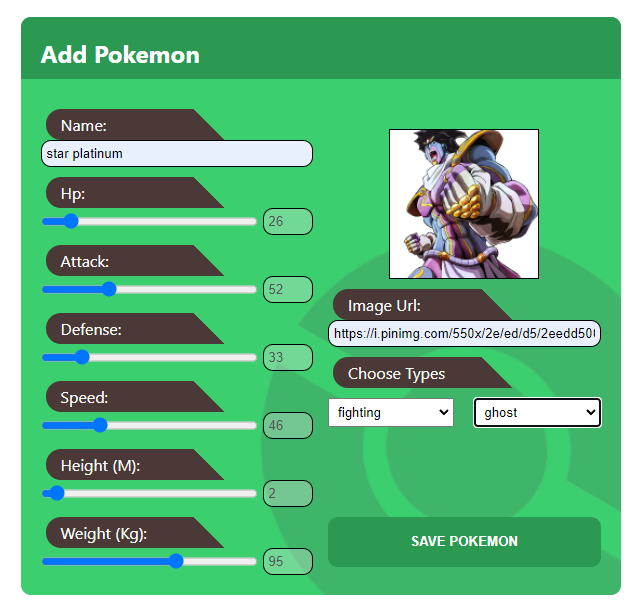 Add Pokemon
Name:
star platinum
Hp:
26
Attack:
52
Defense:
33
Speed:
46
Height (M):
2
Weight (Kg):
95
Image Url:
https://i.pinimg.com/550x/2e/ed/d5/2eedd50
Choose Types
fighting
ghost
SAVE POKEMON